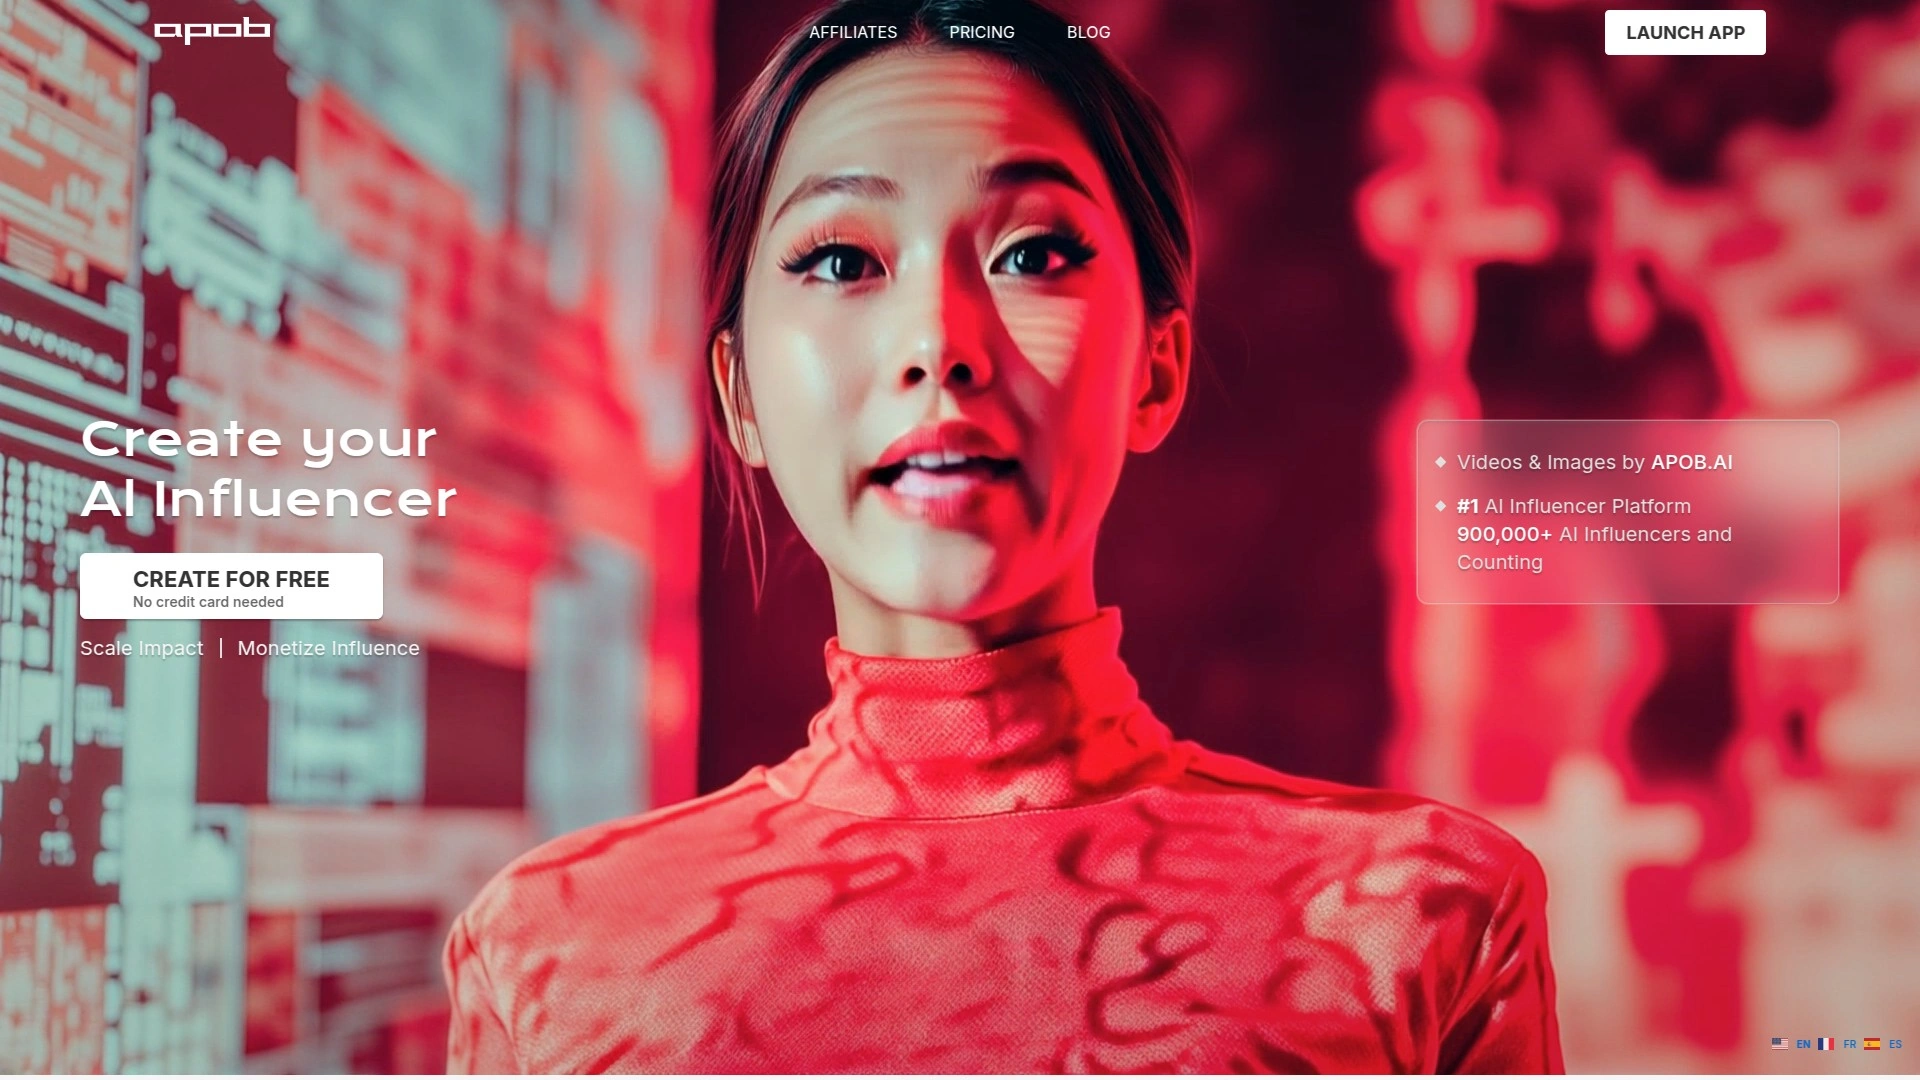 apob
AFFILIATES
PRICING
BLOG
LAUNCH APP
Create your
AI Influencer
CREATE FOR FREE
No credit card needed
Scale Impact | Monetize Influence
Videos & Images by APOB.AI
#1 AI Influencer Platform
900,000+ AI Influencers and
Counting
EN FR ES